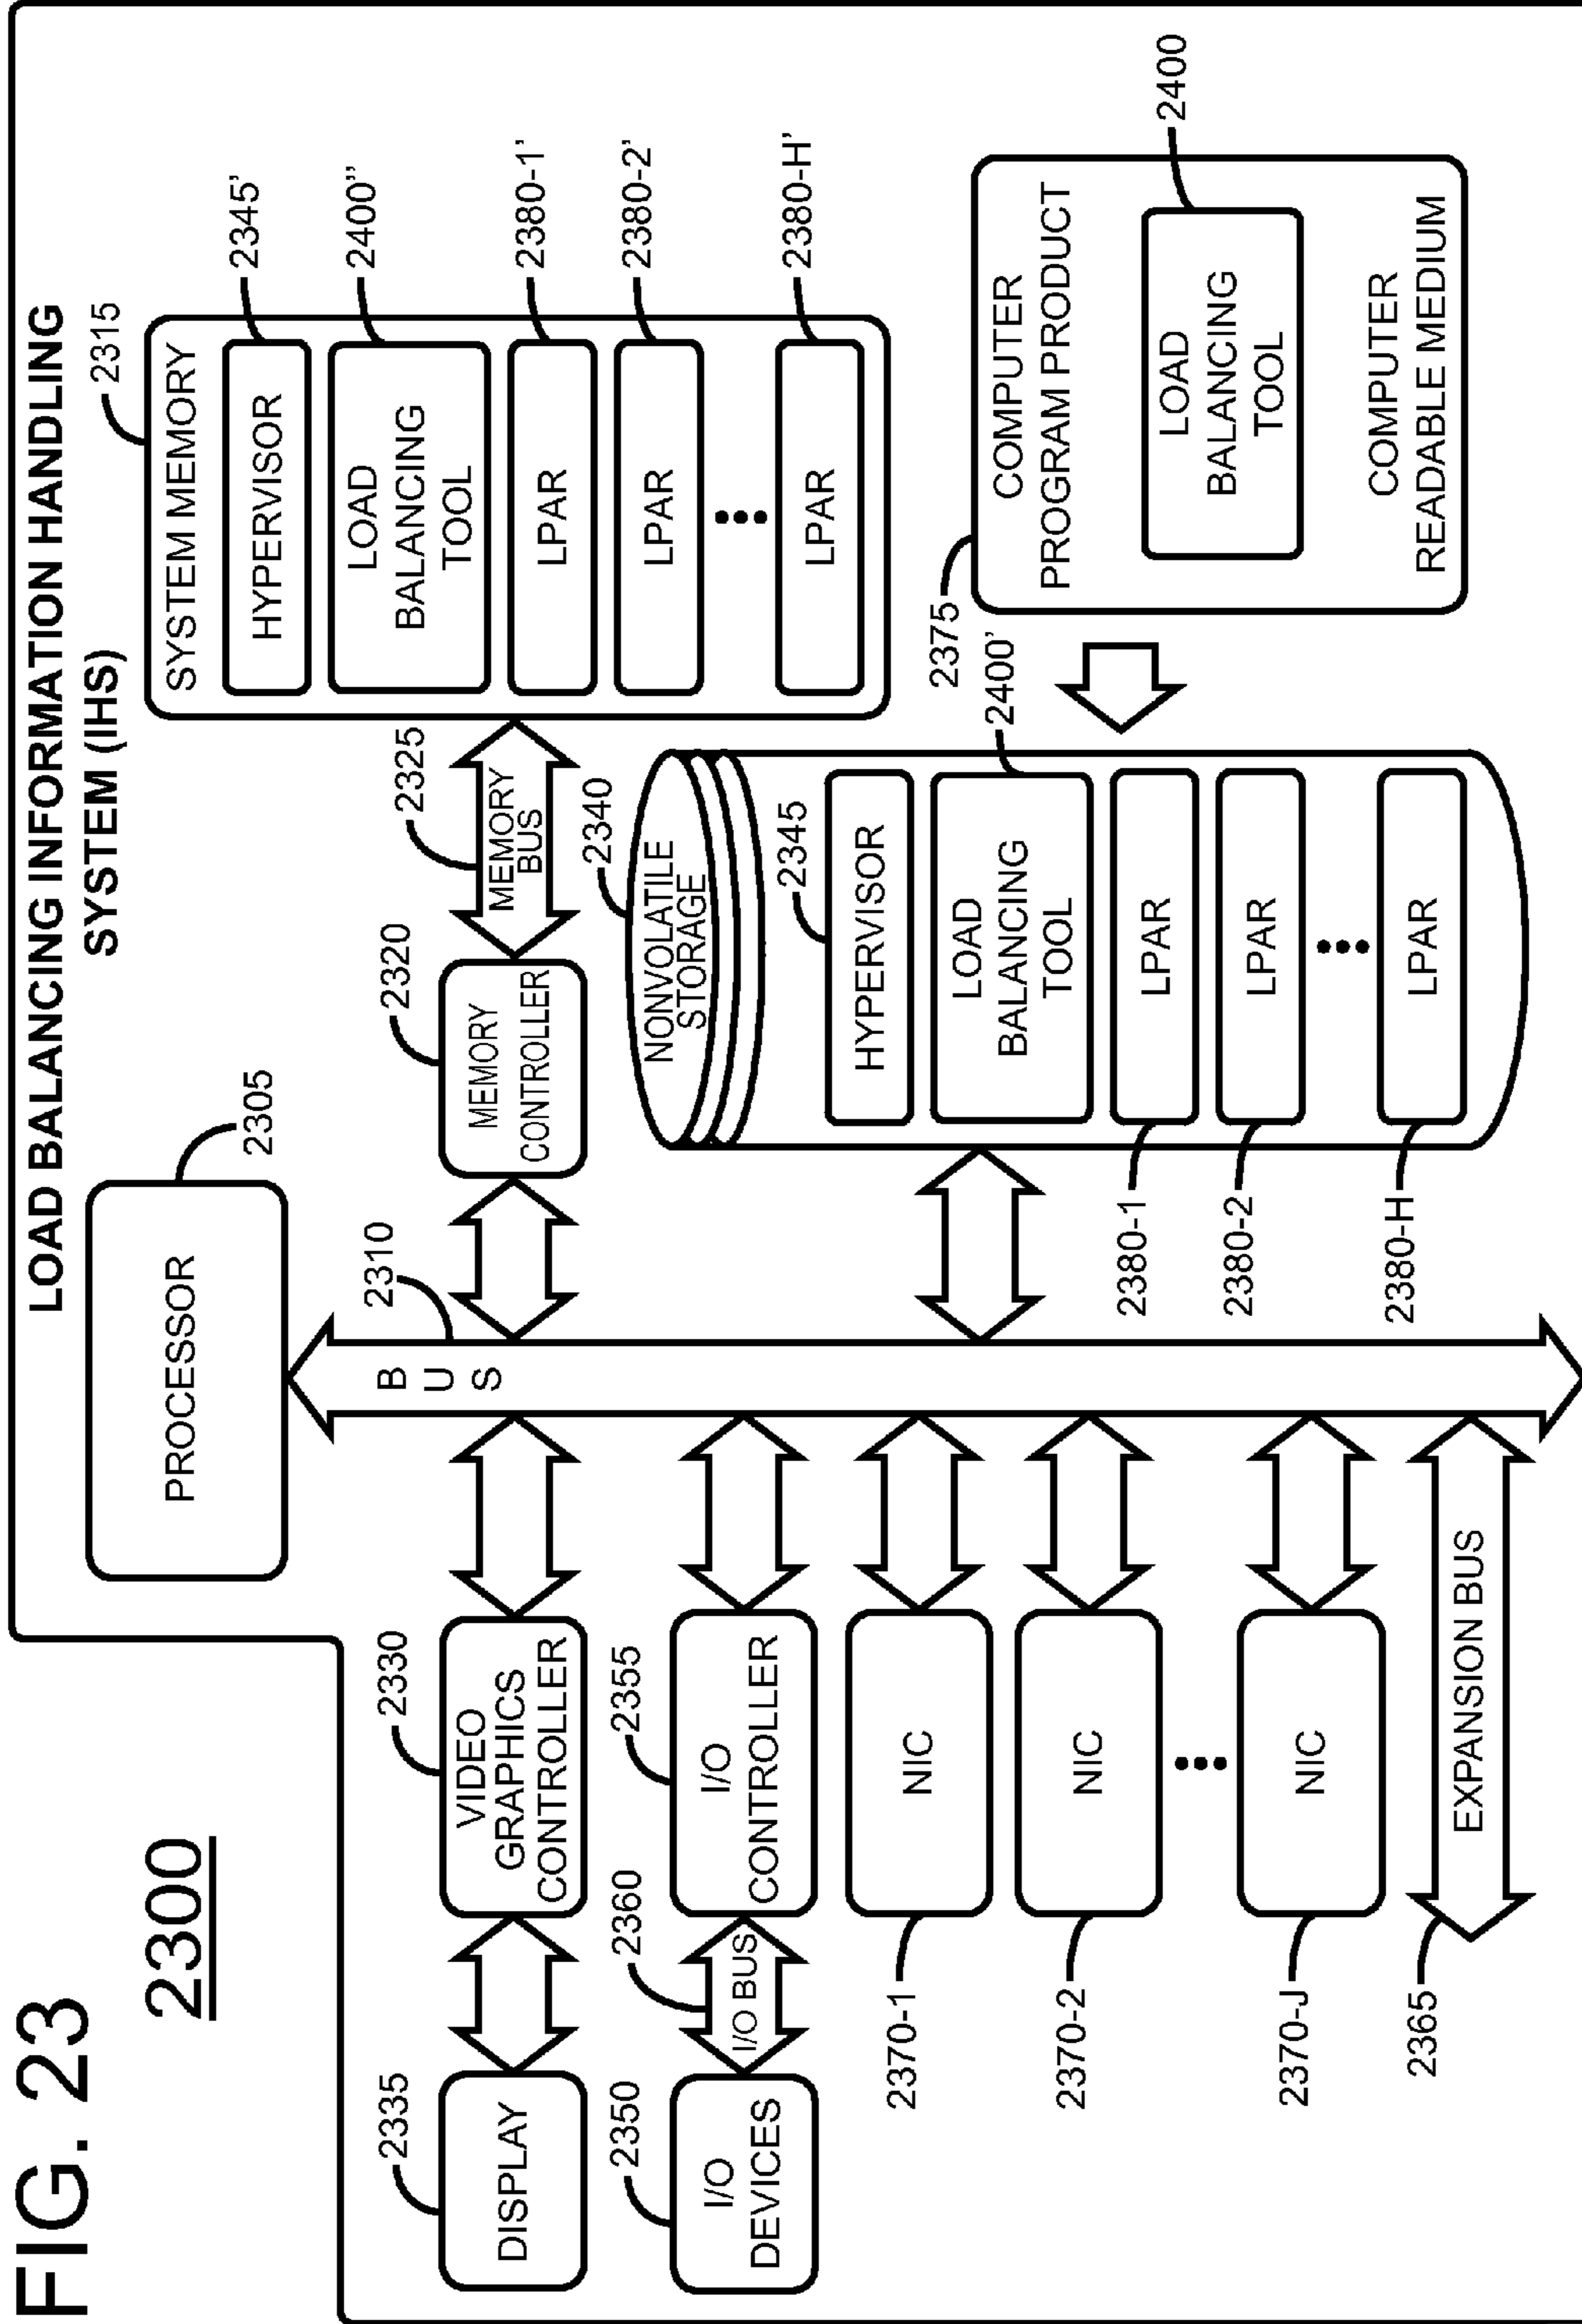 FIG. 23
2300
LOAD BALANCING INFORMATION HANDLING
SYSTEM (IHS)
PROCESSOR
2305
2310
B
U
S
2315
SYSTEM MEMORY
HYPERVISOR
2345'
LOAD
BALANCING
TOOL
2400''
LPAR
2380-1'
LPAR
2380-2'
LPAR
2380-H'
2320
MEMORY
CONTROLLER
2325
MEMORY
BUS
2330
VIDEO
GRAPHICS
CONTROLLER
2335
DISPLAY
2340
NONVOLATILE
STORAGE
2345
HYPERVISOR
LOAD
BALANCING
TOOL
2400'
LPAR
2380-1
LPAR
2380-2
LPAR
2380-H
2375
COMPUTER
PROGRAM PRODUCT
LOAD
BALANCING
TOOL
2400
COMPUTER
READABLE MEDIUM
2350
I/O
DEVICES
2360
I/O BUS
2355
I/O
CONTROLLER
NIC
2370-1
NIC
2370-2
NIC
2370-J
EXPANSION BUS
2365